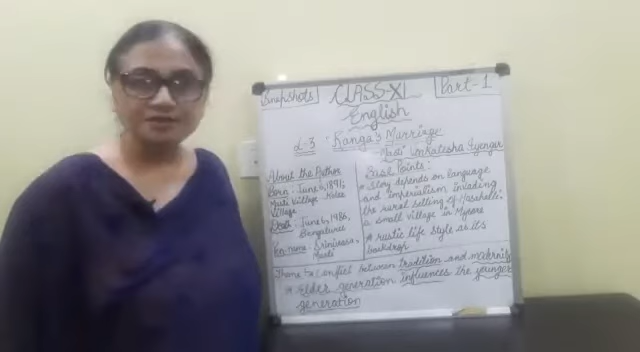 Snapshots CLASS-XI Part-1
English
L-3 Ranga's Marriage
Masti Venkatesha Iyengar
About the Author
Born: June 6, 1891,
Masti Village
Village
Death: June 6, 1986,
Bengaluru
Pen-name: Srinivasa,
Masti
Basic Points:
Story depends on language
and imperialism invading
the rural setting of Hosahalli-
a small village in Mysore
rustic life style as its
backdrop
Theme → conflict between tradition and modernity
Elder generation influences the younger
generation